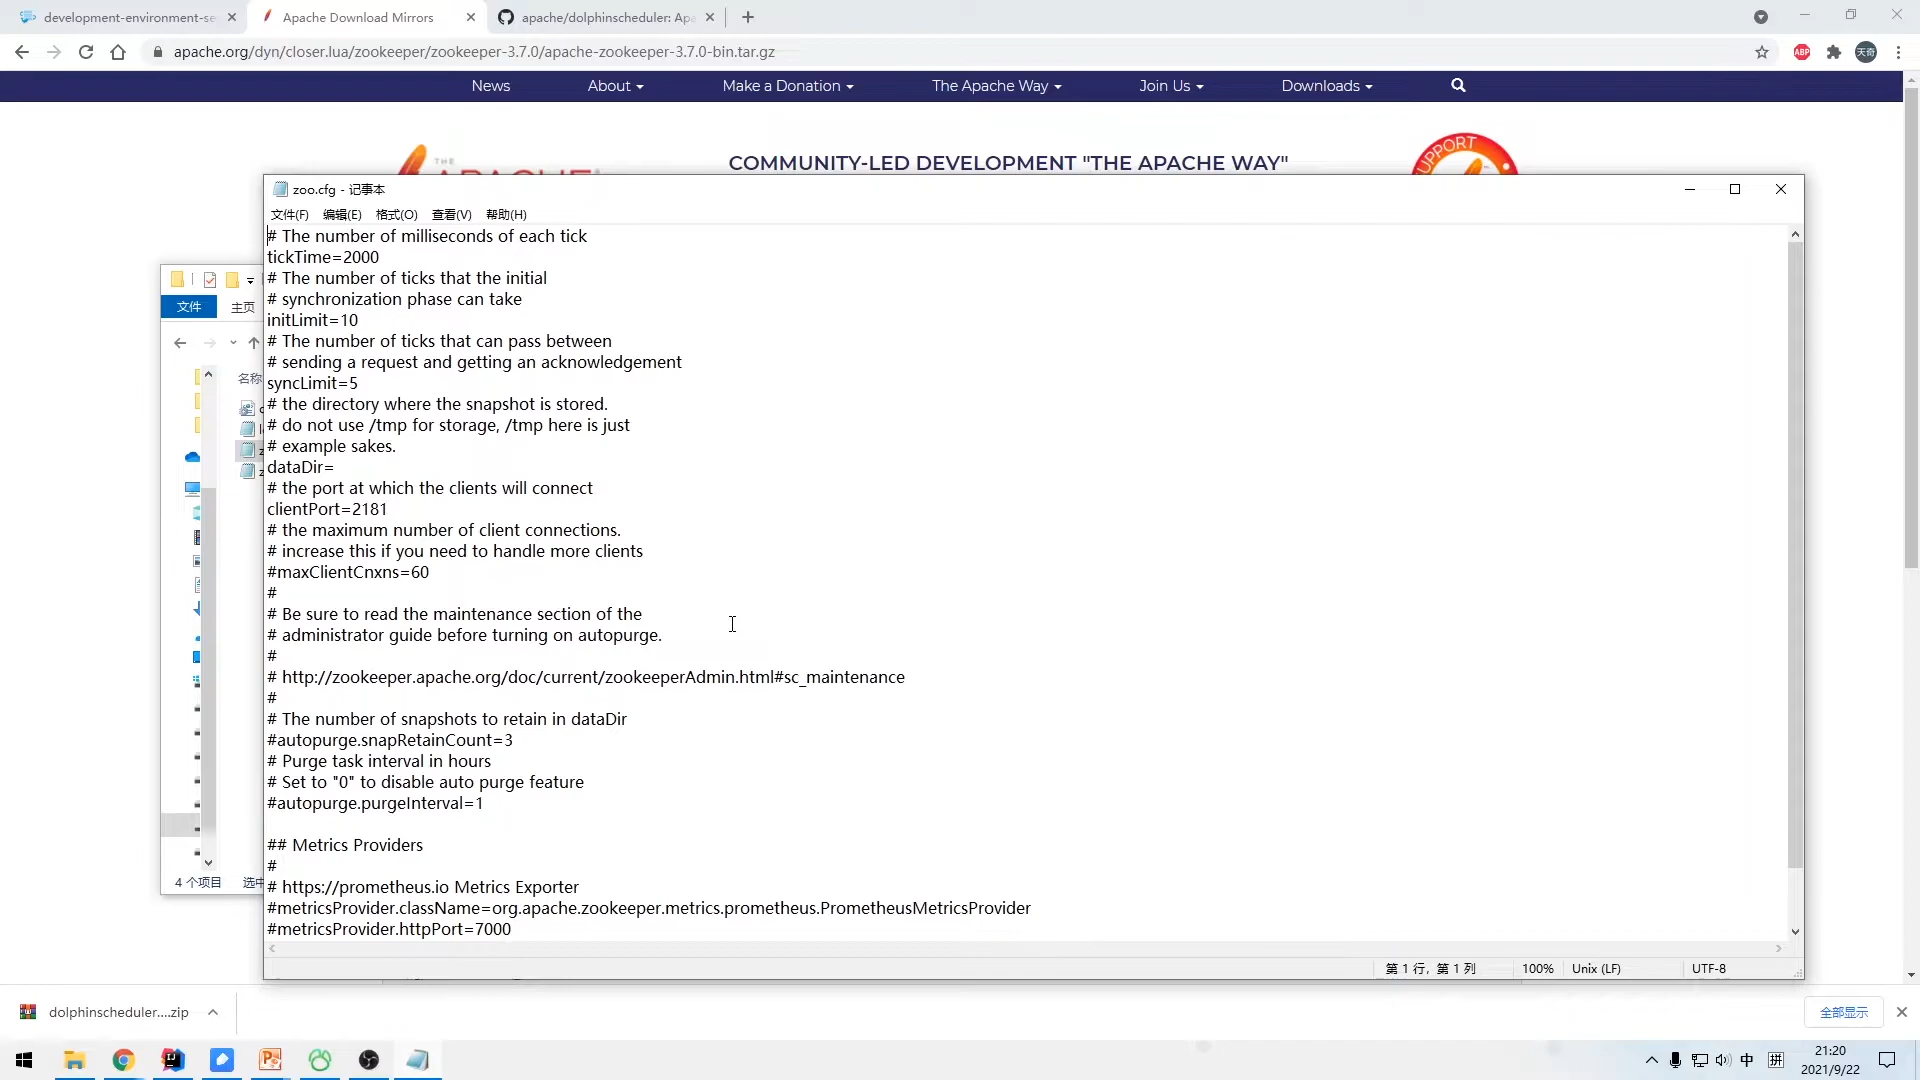 development-environment-se
Apache Download Mirrors
apache/dolphinscheduler: Apa
apache.org/dyn/closer.lua/zookeeper/zookeeper-3.7.0/apache-zookeeper-3.7.0-bin.tar.gz
ABP
天奇
News About Make a Donation The Apache Way Join Us Downloads
THE
APACHE
COMMUNITY-LED DEVELOPMENT "THE APACHE WAY"
SUPPORT
zoo.cfg - 记事本
文件(F) 编辑(E) 格式(O) 查看(V) 帮助(H)
# The number of milliseconds of each tick
tickTime=2000
# The number of ticks that the initial
# synchronization phase can take
initLimit=10
# The number of ticks that can pass between
# sending a request and getting an acknowledgement
syncLimit=5
# the directory where the snapshot is stored.
# do not use /tmp for storage, /tmp here is just
# example sakes.
dataDir=
# the port at which the clients will connect
clientPort=2181
# the maximum number of client connections.
# increase this if you need to handle more clients
#maxClientCnxns=60
#
# Be sure to read the maintenance section of the
# administrator guide before turning on autopurge.
#
# http://zookeeper.apache.org/doc/current/zookeeperAdmin.html#sc_maintenance
#
# The number of snapshots to retain in dataDir
#autopurge.snapRetainCount=3
# Purge task interval in hours
# Set to "0" to disable auto purge feature
#autopurge.purgeInterval=1
## Metrics Providers
#
# https://prometheus.io Metrics Exporter
#metricsProvider.className=org.apache.zookeeper.metrics.prometheus.PrometheusMetricsProvider
#metricsProvider.httpPort=7000
第 1 行，第 1 列 100% Unix (LF) UTF-8
文件 主页
名称
4 个项目 选中
dolphinscheduler....zip
全部显示
中 拼
21:20
2021/9/22